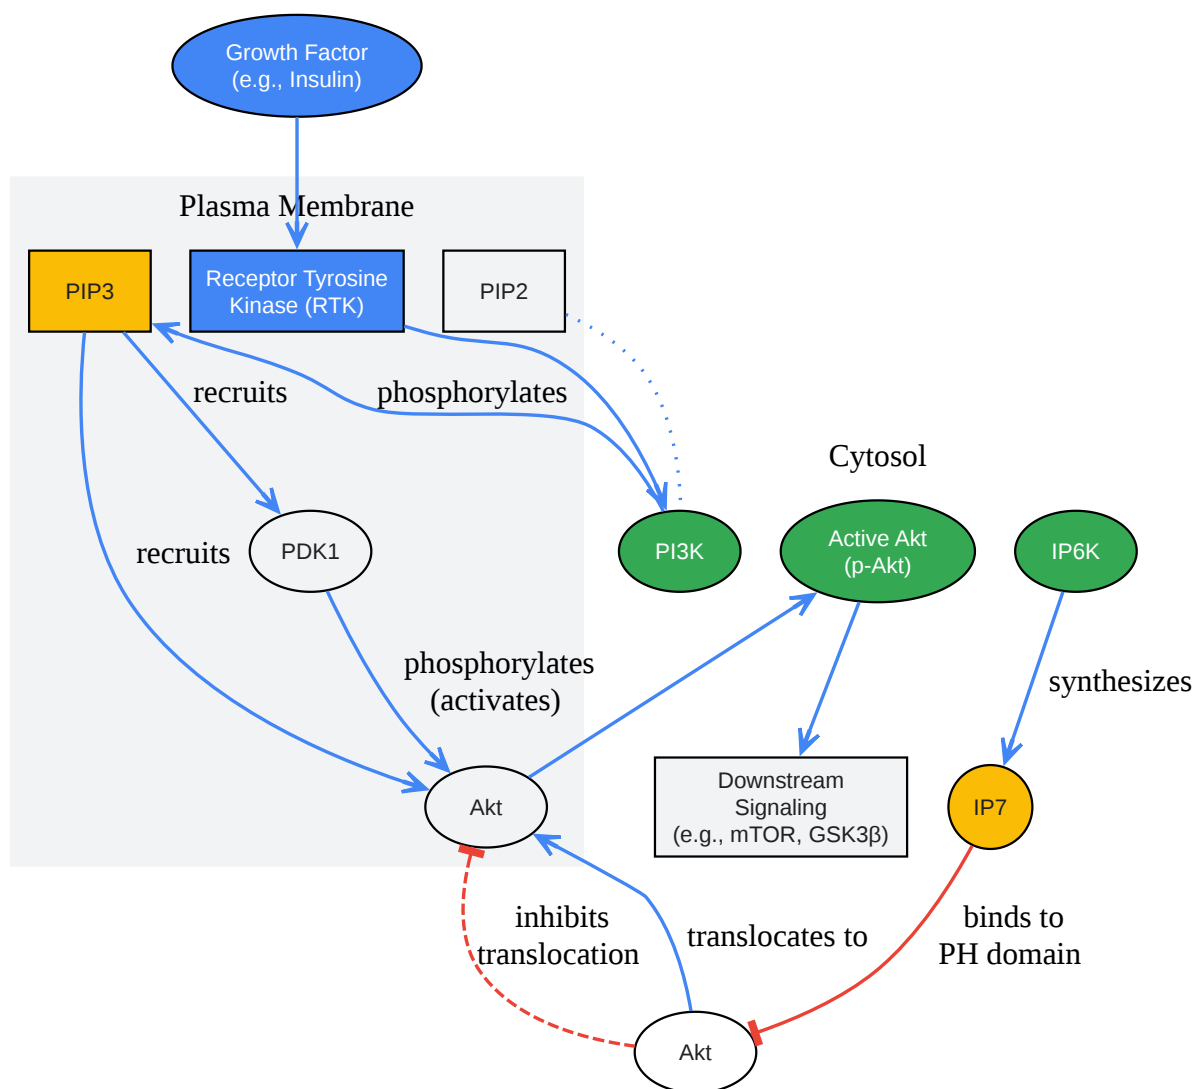 Growth Factor
(e.g., Insulin)
Plasma Membrane
PIP3
Receptor Tyrosine
Kinase (RTK)
PIP2
recruits
phosphorylates
Cytosol
recruits
PDK1
PI3K
Active Akt
(p-Akt)
IP6K
phosphorylates
(activates)
synthesizes
Akt
Downstream
Signaling
(e.g., mTOR, GSK3β)
IP7
inhibits
translocation
translocates to
binds to
PH domain
Akt